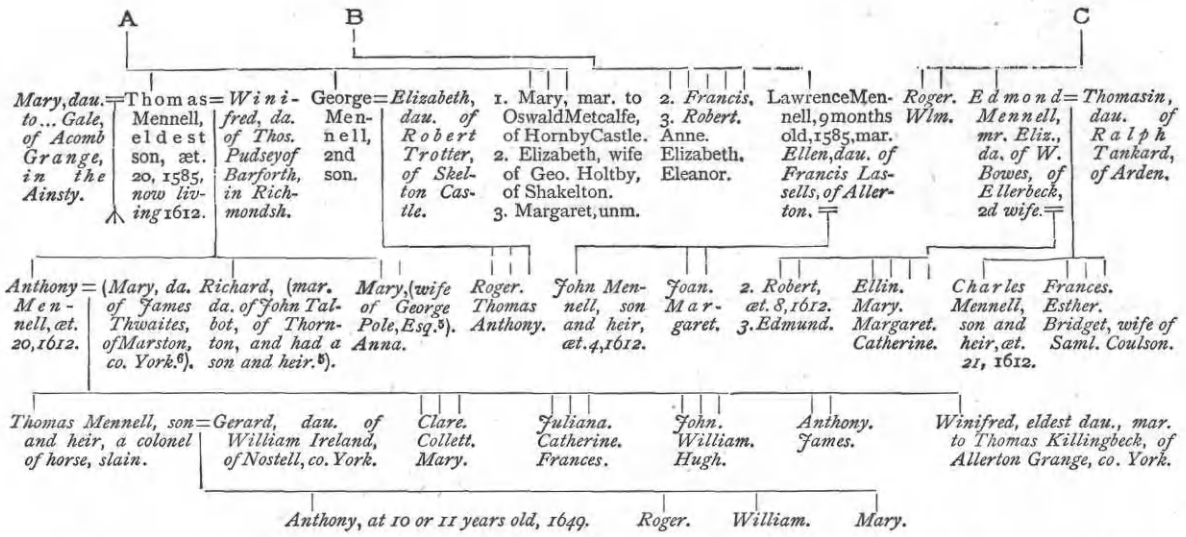 A
B
C
Mary, dau.
to... Gale,
of Acomb
Grange,
in the
Ainsty.
= Thomas =
Mennell,
eldest
son, æt.
20, 1585,
now liv-
ing 1612.
Wini-
fred, da.
of Thos.
Pudsey of
Barforth,
in Rich-
mondsh.
George =
Men-
nell,
2nd
son.
Elizabeth,
dau. of
Robert
Trotter,
of Skel-
ton Cas-
tle.
1. Mary, mar. to
Oswald Metcalfe,
of Hornby Castle.
2. Elizabeth, wife
of Geo. Holtby,
of Shakelton.
3. Margaret, unm.
2. Francis.
3. Robert.
Anne.
Elizabeth.
Eleanor.
Lawrence Men-
nell, 9 months
old, 1585, mar.
Ellen, dau. of
Francis Las-
sells, of Aller-
ton. =
Roger.
Wlm.
Edmond =
Mennell,
mr. Eliz.,
da. of W.
Bowes, of
Ellerbeck,
2d wife. =
Thomasin,
dau. of
Ralph
Tankard,
of Arden.
Anthony =
Men-
nell, æt.
20, 1612.
(Mary, da.
of James
Thwaites,
of Marston,
co. York.⁶).
Richard, (mar.
da. of John Tal-
bot, of Thorn-
ton, and had a
son and heir.⁵).
Mary, (wife
of George
Pole, Esq.⁵).
Anna.
Roger.
Thomas
Anthony.
John Men-
nell, son
and heir,
æt. 4, 1612.
Joan.
Mar-
garet.
2. Robert,
æt. 8, 1612.
3. Edmund.
Ellin.
Mary.
Margaret.
Catherine.
Charles
Mennell,
son and
heir, æt.
21, 1612.
Frances.
Esther.
Bridget, wife of
Saml. Coulson.
Thomas Mennell, son =
and heir, a colonel
of horse, slain.
Gerard, dau. of
William Ireland,
of Nostell, co. York.
Clare.
Collett.
Mary.
Juliana.
Catherine.
Frances.
John.
William.
Hugh.
Anthony.
James.
Winifred, eldest dau., mar.
to Thomas Killingbeck, of
Allerton Grange, co. York.
Anthony, at 10 or 11 years old, 1649.
Roger.
William.
Mary.